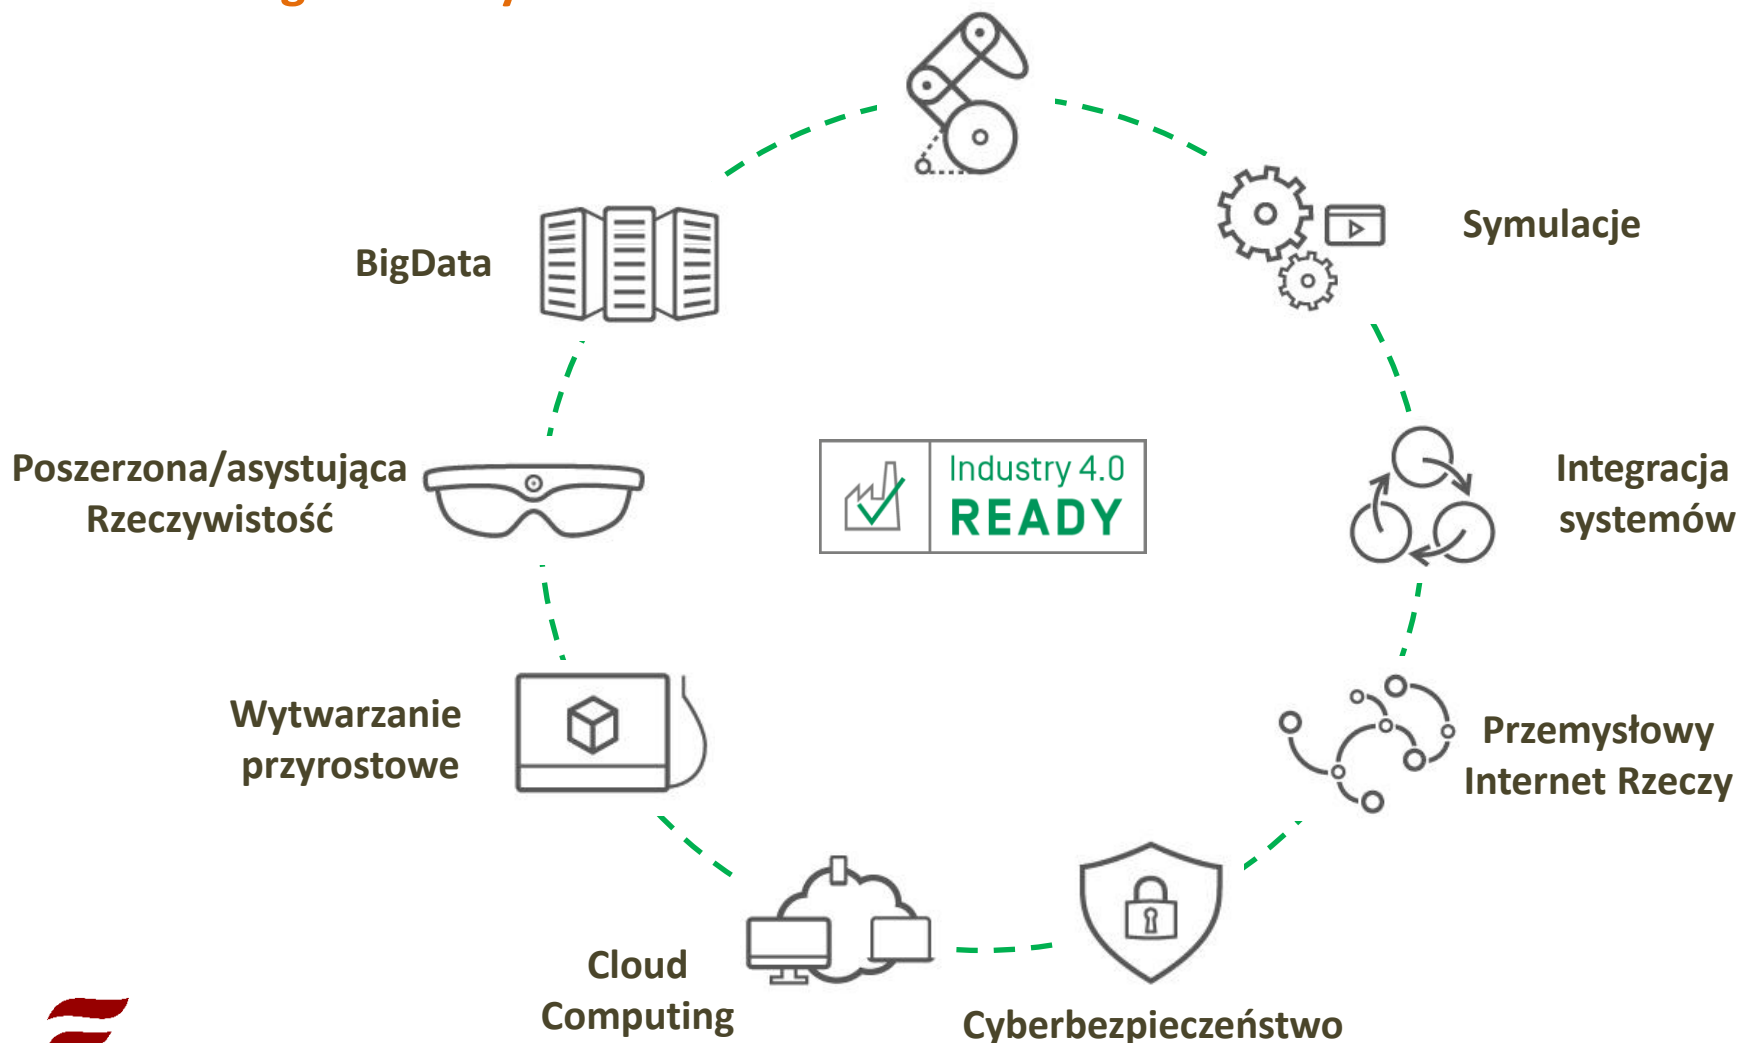 Symulacje
BigData
Poszerzona/asystująca
Rzeczywistość
Industry 4.0
READY
Integracja
systemów
Wytwarzanie
przyrostowe
Przemysłowy
Internet Rzeczy
Cloud
Computing
Cyberbezpieczeństwo